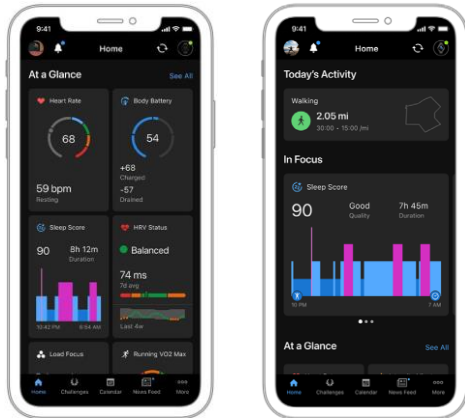 9:41
Home
At a Glance
See All
Heart Rate
68
59 bpm
Resting
Body Battery
54
+68
Charged
-57
Drained
Sleep Score
90
8h 12m
Duration
10:42 PM
6:54 AM
HRV Status
Balanced
74 ms
7d avg
Last 4w
Load Focus
Running VO2 Max
Home
Challenges
Calendar
News Feed
More
9:41
Home
Today's Activity
Walking
2.05 mi
30:00 • 15:00 /mi
In Focus
Sleep Score
90
Good
Quality
7h 45m
Duration
10 PM
7 AM
At a Glance
See All
Home
Challenges
Calendar
News Feed
More